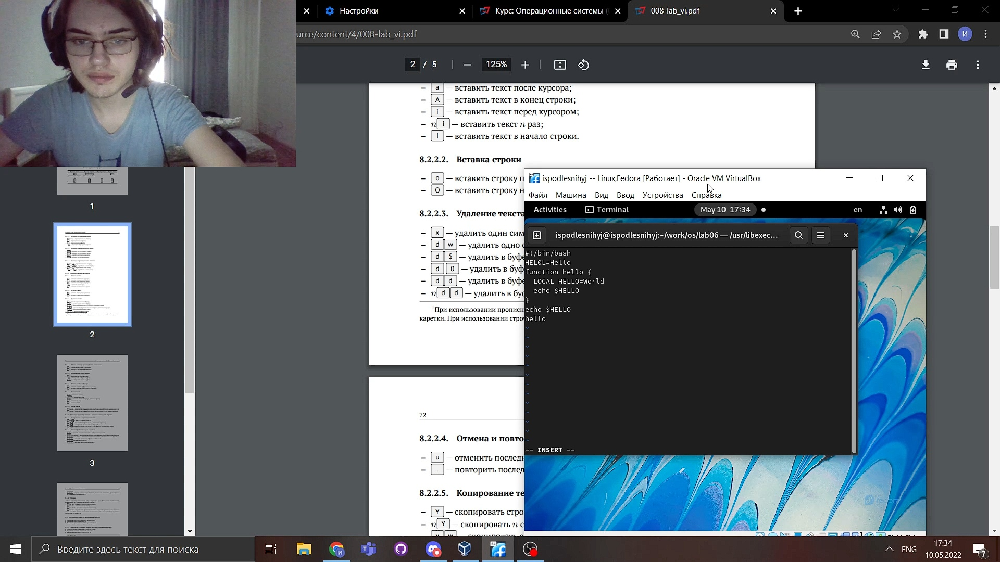 Настройки
Курс: Операционные системы (
008-lab_vi.pdf
urce/content/4/008-lab_vi.pdf
И
2 / 5
125%
– a — вставить текст после курсора;
– A — вставить текст в конец строки;
– i — вставить текст перед курсором;
– n i — вставить текст n раз;
– I — вставить текст в начало строки.
8.2.2.2. Вставка строки
– o — вставить строку п
– O — вставить строку н
8.2.2.3. Удаление текста
– x — удалить один сим
– d w — удалить одно с
– d $ — удалить в буфе
– d 0 — удалить в буф
– d d — удалить в буфе
– n d d — удалить в буф
1При использовании прописн
каретки. При использовании стро
72
8.2.2.4. Отмена и повто
– u — отменить последн
– . — повторить послед
8.2.2.5. Копирование те
– Y — скопировать стро
– n Y — скопировать n с
1
2
3
ispodlesnihyj -- Linux,Fedora [Работает] - Oracle VM VirtualBox
Файл Машина Вид Ввод Устройства Справка
Activities Terminal May 10 17:34 en
ispodlesnihyj@ispodlesnihyj:~/work/os/lab06 — /usr/libexec...
#!/bin/bash
HEL0L=Hello
function hello {
LOCAL HELLO=World
echo $HELLO
}
echo $HELLO
hello
~
~
~
~
~
~
~
~
~
~
~
~
~
-- INSERT --
fedora
Введите здесь текст для поиска
64
ENG
17:34
10.05.2022
7